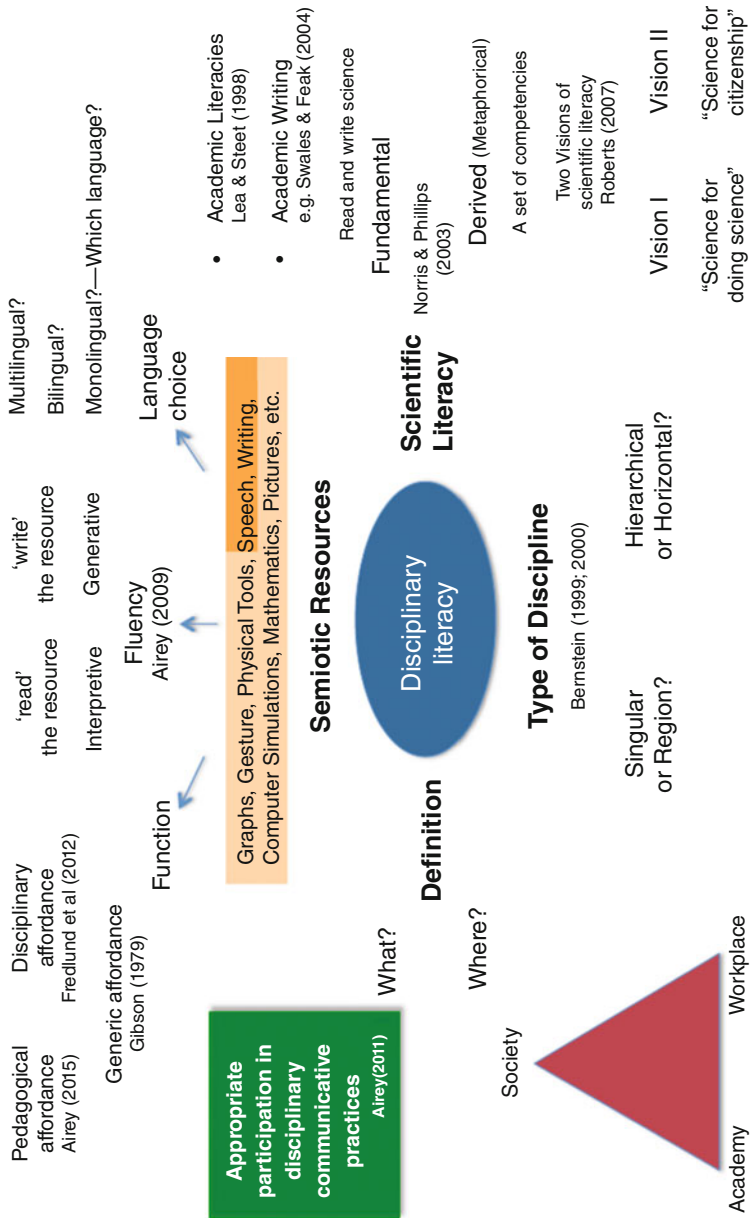 Pedagogical
affordance
Airey (2015)
Disciplinary
affordance
Fredlund et al (2012)
Generic affordance
Gibson (1979)
Function
'read'
the resource
Interpretive
'write'
the resource
Generative
Fluency
Airey (2009)
Multilingual?
Bilingual?
Monolingual?—Which language?
Language
choice
Graphs, Gesture, Physical Tools, Speech, Writing,
Computer Simulations, Mathematics, Pictures, etc.
Semiotic Resources
• Academic Literacies
Lea & Steet (1998)
• Academic Writing
e.g. Swales & Feak (2004)
Read and write science
Fundamental
Norris & Phillips
(2003)
Derived (Metaphorical)
A set of competencies
Two Visions of
scientific literacy
Roberts (2007)
Vision I
Vision II
"Science for
doing science"
"Science for
citizenship"
Scientific
Literacy
Disciplinary
literacy
Definition
What?
Where?
Appropriate
participation in
disciplinary
communicative
practices
Airey(2011)
Society
Academy
Workplace
Type of Discipline
Bernstein (1999; 2000)
Singular
or Region?
Hierarchical
or Horizontal?